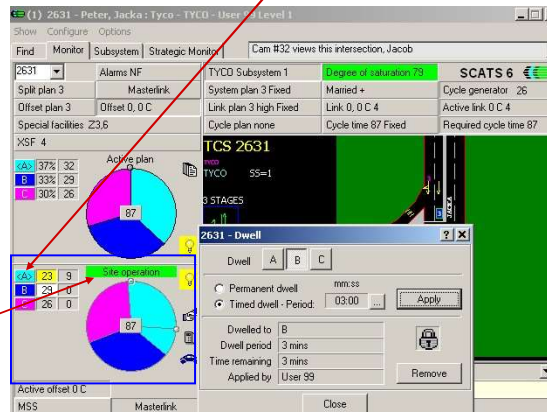 (1) 2631 - Peter, Jacka : Tyco - TYCO - User 99 Level 1
Show Configure Options
Find Monitor Subsystem Strategic Monitor Cam #32 views this intersection, Jacob
2631 Alarms NF TYCO Subsystem 1 Degree of saturation 79 SCATS 6
Split plan 3 Masterlink System plan 3 Fixed Married + Cycle generator 26
Offset plan 3 Offset 0, 0 C Link plan 3 high Fixed Link 0, 0 C 4 Active link 0 C 4
Special facilities Z3,6 Cycle plan none Cycle time 87 Fixed Required cycle time 87
XSF 4
Active plan
<A> 37% 32
B 33% 29
C 30% 26
87
TCS 2631
TYCO
TYCO SS=1
3 STAGES
JACKA
Site operation
<A> 23 9
B 29 0
C 26 0
87
Active offset 0 C
MSS Masterlink
2631 - Dwell
Dwell A B C
Permanent dwell mm:ss
Timed dwell - Period: 03:00 ... Apply
Dwelled to B
Dwell period 3 mins
Time remaining 3 mins
Applied by User 99 Remove
Close